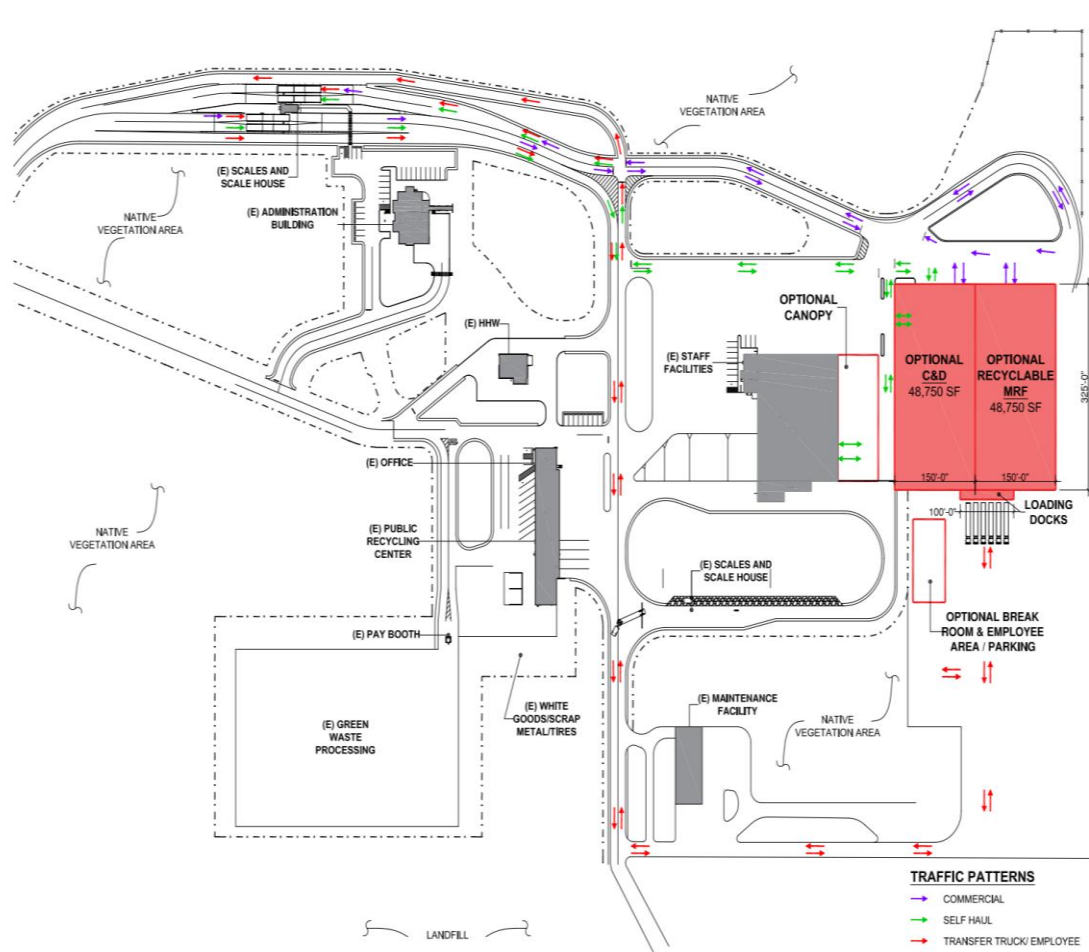 NATIVE
VEGETATION AREA
(E) SCALES AND
SCALE HOUSE
(E) ADMINISTRATION
BUILDING
NATIVE
VEGETATION AREA
(E) HHW
OPTIONAL
CANOPY
(E) STAFF
FACILITIES
OPTIONAL
C&D
48,750 SF
OPTIONAL
RECYCLABLE
MRF
48,750 SF
325'-0"
150'-0"
150'-0"
100'-0"
LOADING
DOCKS
(E) OFFICE
(E) PUBLIC
RECYCLING
CENTER
NATIVE
VEGETATION AREA
(E) SCALES AND
SCALE HOUSE
OPTIONAL BREAK
ROOM & EMPLOYEE
AREA / PARKING
(E) PAY BOOTH
(E) WHITE
GOODS/SCRAP
METAL/TIRES
(E) MAINTENANCE
FACILITY
NATIVE
VEGETATION AREA
(E) GREEN
WASTE
PROCESSING
LANDFILL
TRAFFIC PATTERNS
COMMERCIAL
SELF HAUL
TRANSFER TRUCK/ EMPLOYEE